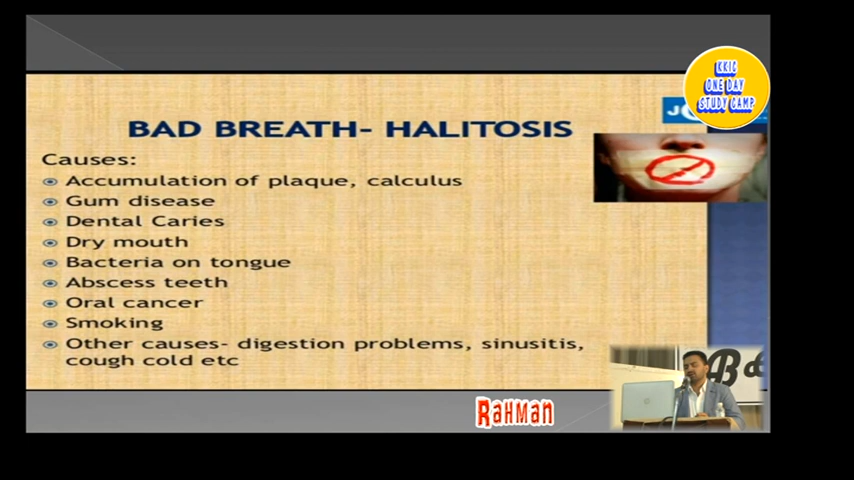 KKIC
ONE DAY
STUDY CAMP
BAD BREATH- HALITOSIS
Causes:
Accumulation of plaque, calculus
Gum disease
Dental Caries
Dry mouth
Bacteria on tongue
Abscess teeth
Oral cancer
Smoking
Other causes- digestion problems, sinusitis,
cough cold etc
Rahman